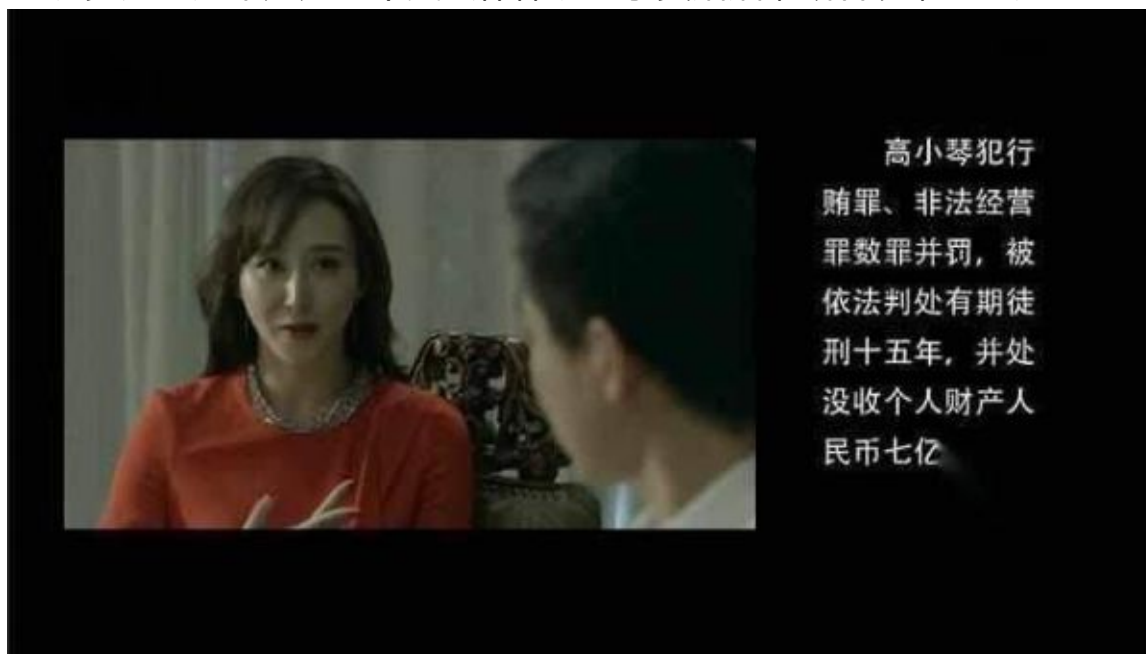 高小琴犯行
贿罪、非法经营
罪数罪并罚，被
依法判处有期徒
刑十五年，并处
没收个人财产人
民币七亿